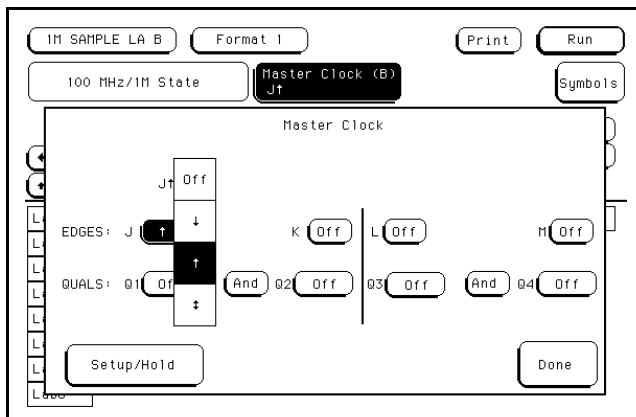 1M SAMPLE LA B Format 1 Print Run
100 MHz/1M State Master Clock (B) Symbols
J↑
Master Clock
J↑ Off
↓
EDGES: J ↑ K Off L Off M Off
↑
QUALS: Q1 Of And Q2 Off Q3 Off And Q4 Off
↕
Setup/Hold Done